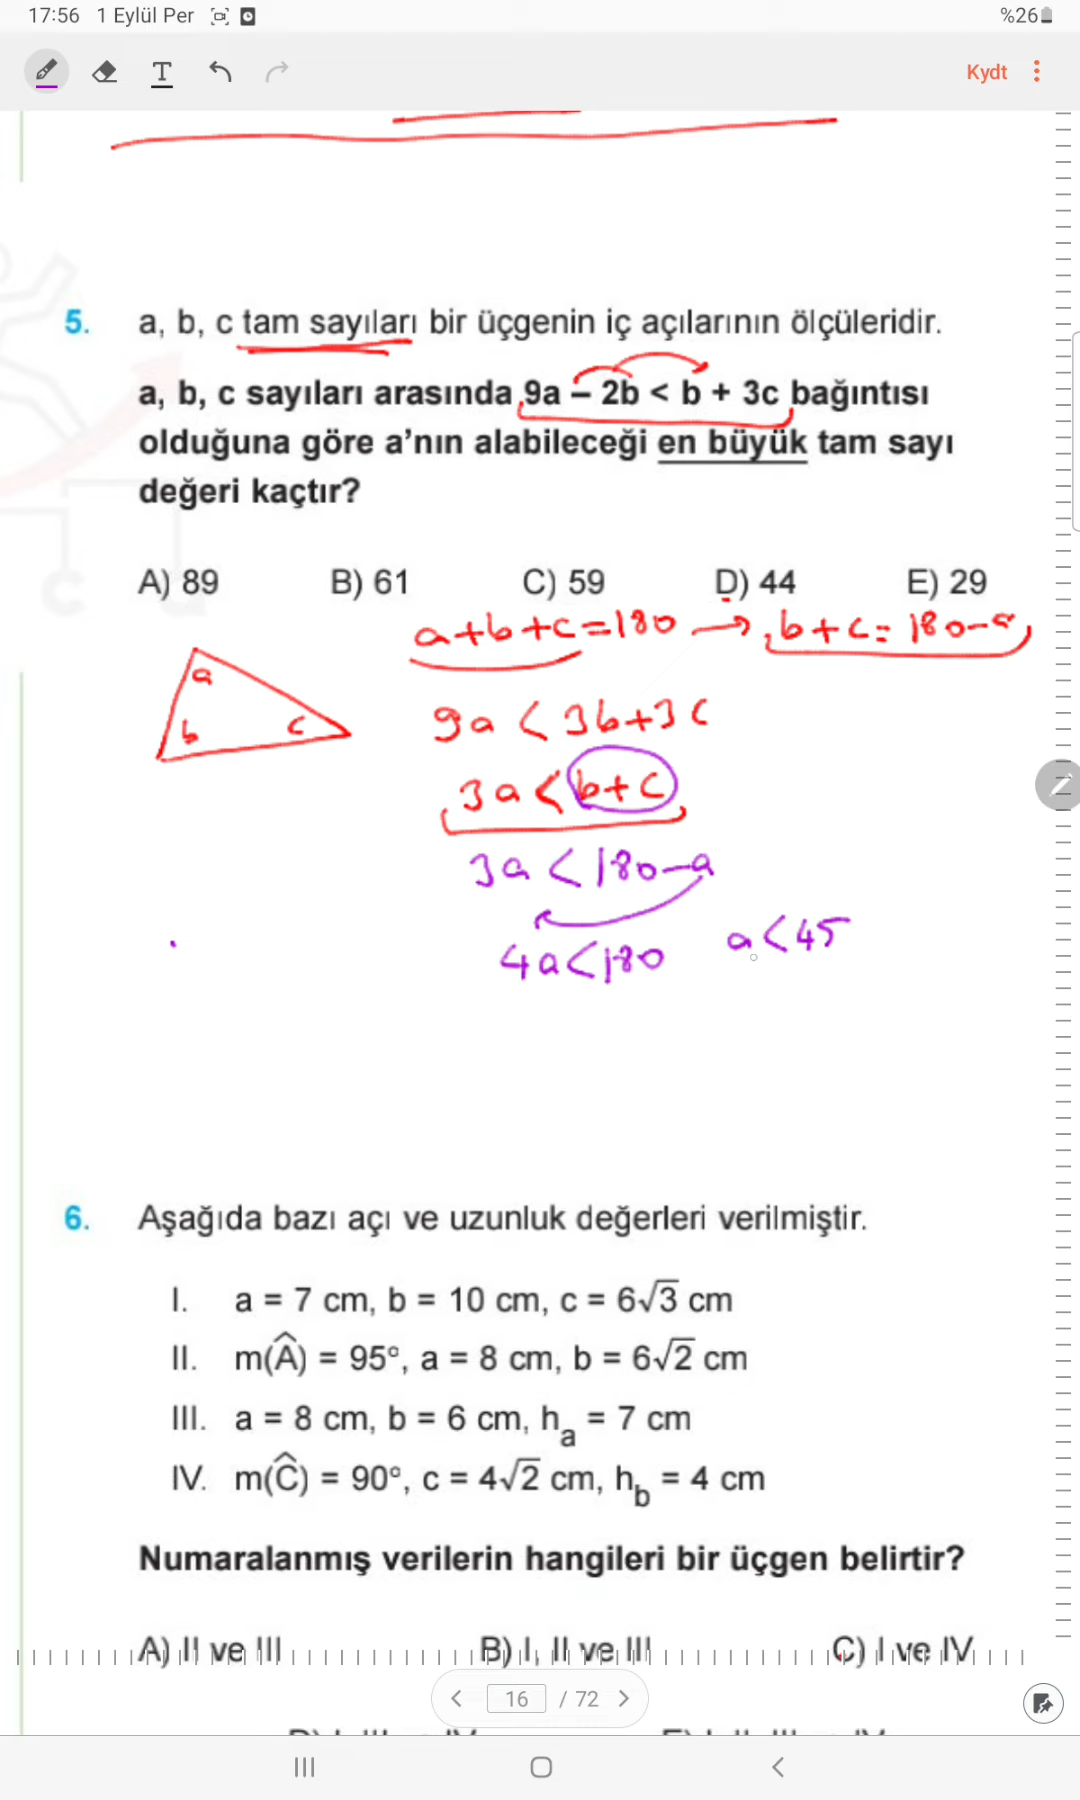 17:56 1 Eylül Per %26
T Kydt
5. a, b, c tam sayıları bir üçgenin iç açılarının ölçüleridir.
a, b, c sayıları arasında 9a – 2b < b + 3c bağıntısı
olduğuna göre a'nın alabileceği en büyük tam sayı
değeri kaçtır?
A) 89 B) 61 C) 59 D) 44 E) 29
a+b+c=180 → b+c=180-a
a
b c
9a < 3b+3c
3a < b+c
3a < 180-a
4a<180 a<45
6. Aşağıda bazı açı ve uzunluk değerleri verilmiştir.
I. a = 7 cm, b = 10 cm, c = 6√3 cm
II. m(Â) = 95°, a = 8 cm, b = 6√2 cm
III. a = 8 cm, b = 6 cm, hₐ = 7 cm
IV. m(Ĉ) = 90°, c = 4√2 cm, h_b = 4 cm
Numaralanmış verilerin hangileri bir üçgen belirtir?
A) II ve III B) I, II ve III C) I ve IV
16 / 72